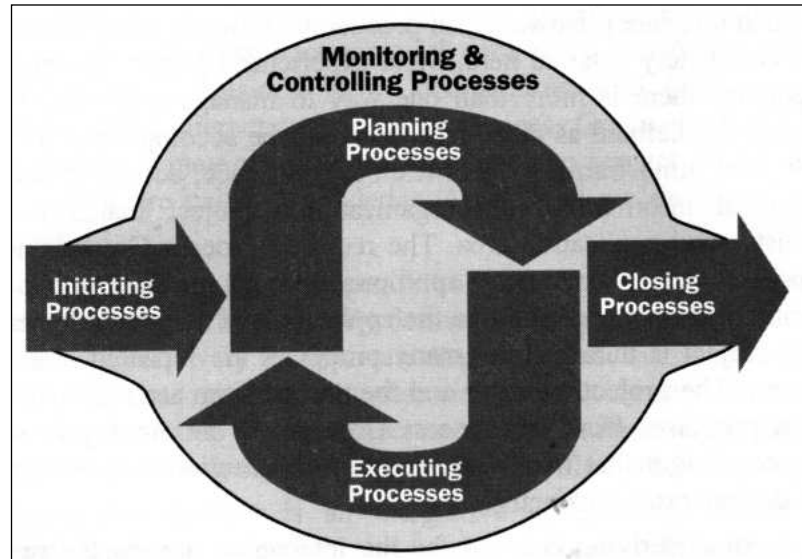 Monitoring &
Controlling Processes
Planning
Processes
Initiating
Processes
Closing
Processes
Executing
Processes